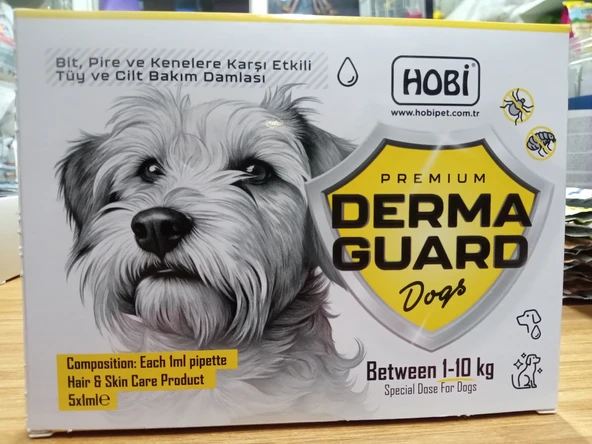 Bit, Pire ve Kenelere Karşı Etkili
Tüy ve Cilt Bakım Damlası
HOBİ
www.hobipet.com.tr
PREMIUM
DERMA
GUARD
Dogs
Composition: Each 1ml pipette
Hair & Skin Care Product
5x1ml℮
Between 1-10 kg
Special Dose For Dogs